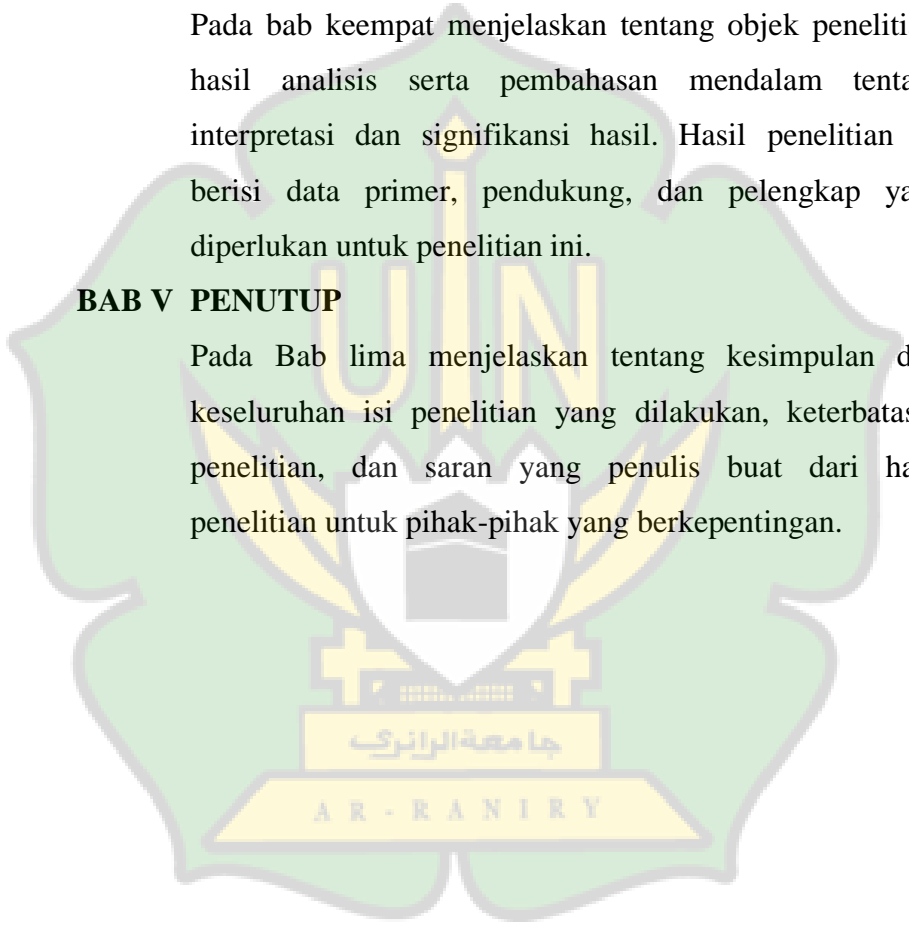 Pada bab keempat menjelaskan tentang objek peneliti
hasil analisis serta pembahasan mendalam tenta
interpretasi dan signifikansi hasil. Hasil penelitian
berisi data primer, pendukung, dan pelengkap ya
diperlukan untuk penelitian ini.
BAB V PENUTUP
Pada Bab lima menjelaskan tentang kesimpulan d
keseluruhan isi penelitian yang dilakukan, keterbatas
penelitian, dan saran yang penulis buat dari ha
penelitian untuk pihak-pihak yang berkepentingan.
UIN
جامعة الرانري
AR-RANIRY